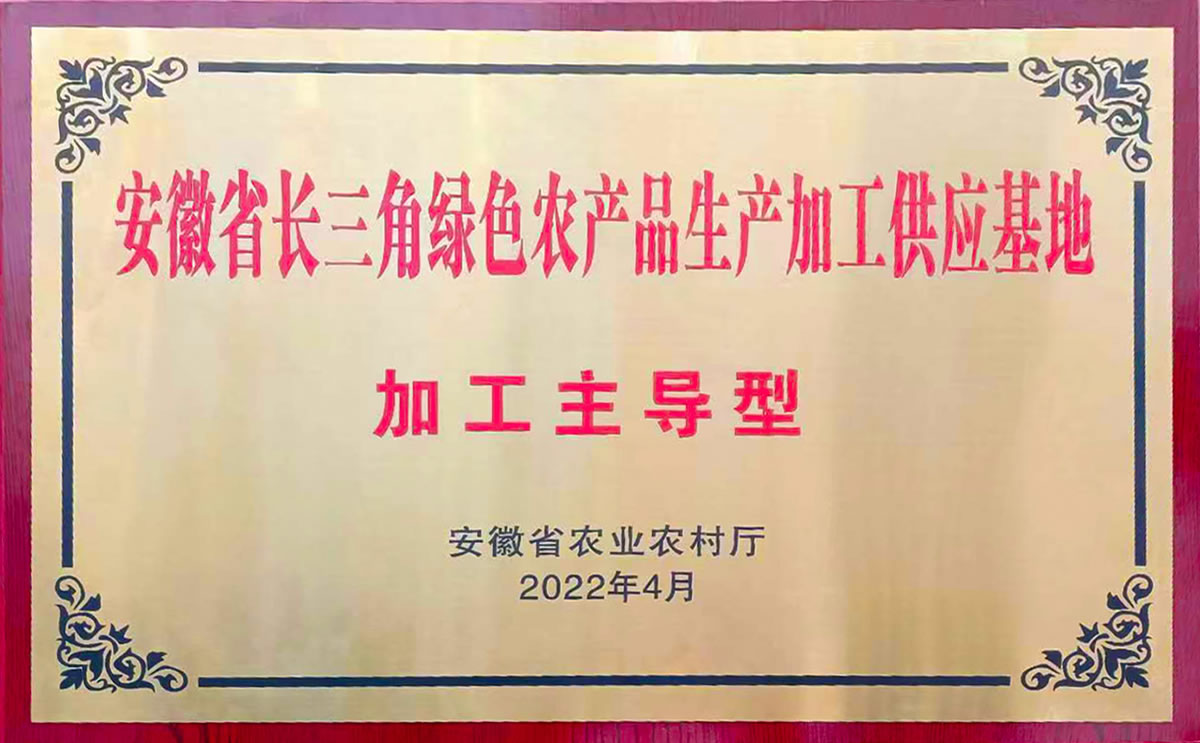 安徽省长三角绿色农产品生产加工供应基地
加工主导型
安徽省农业农村厅
2022年4月